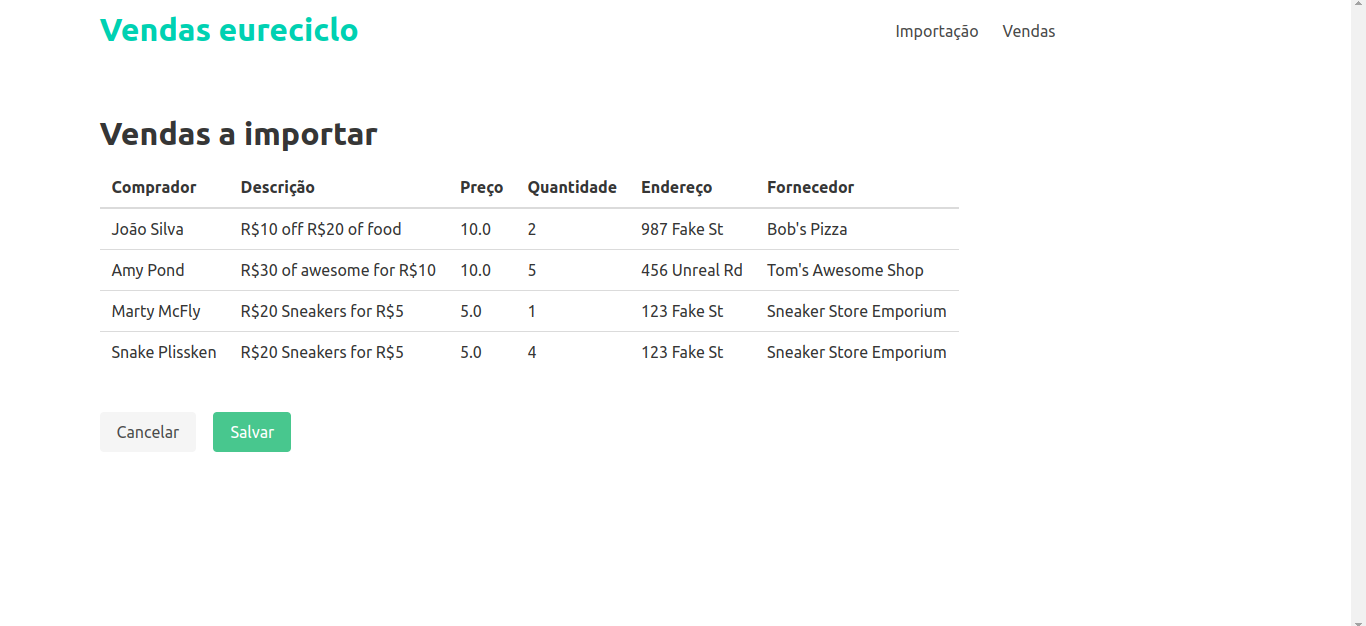 Vendas eureciclo
Importação Vendas
Vendas a importar
Comprador Descrição Preço Quantidade Endereço Fornecedor
João Silva R$10 off R$20 of food 10.0 2 987 Fake St Bob's Pizza
Amy Pond R$30 of awesome for R$10 10.0 5 456 Unreal Rd Tom's Awesome Shop
Marty McFly R$20 Sneakers for R$5 5.0 1 123 Fake St Sneaker Store Emporium
Snake Plissken R$20 Sneakers for R$5 5.0 4 123 Fake St Sneaker Store Emporium
Cancelar Salvar